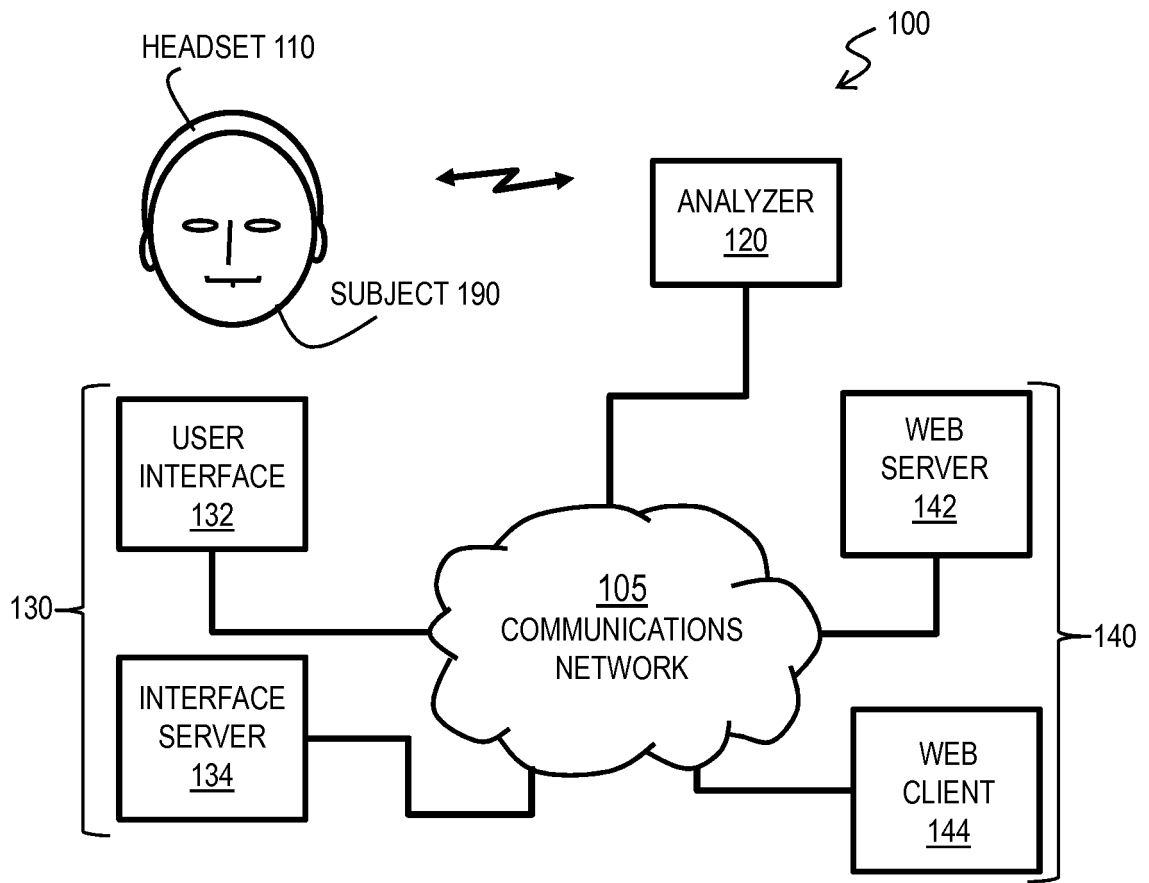 HEADSET 110
100
ANALYZER
120
SUBJECT 190
USER
INTERFACE
132
WEB
SERVER
142
130
105
COMMUNICATIONS
NETWORK
140
INTERFACE
SERVER
134
WEB
CLIENT
144